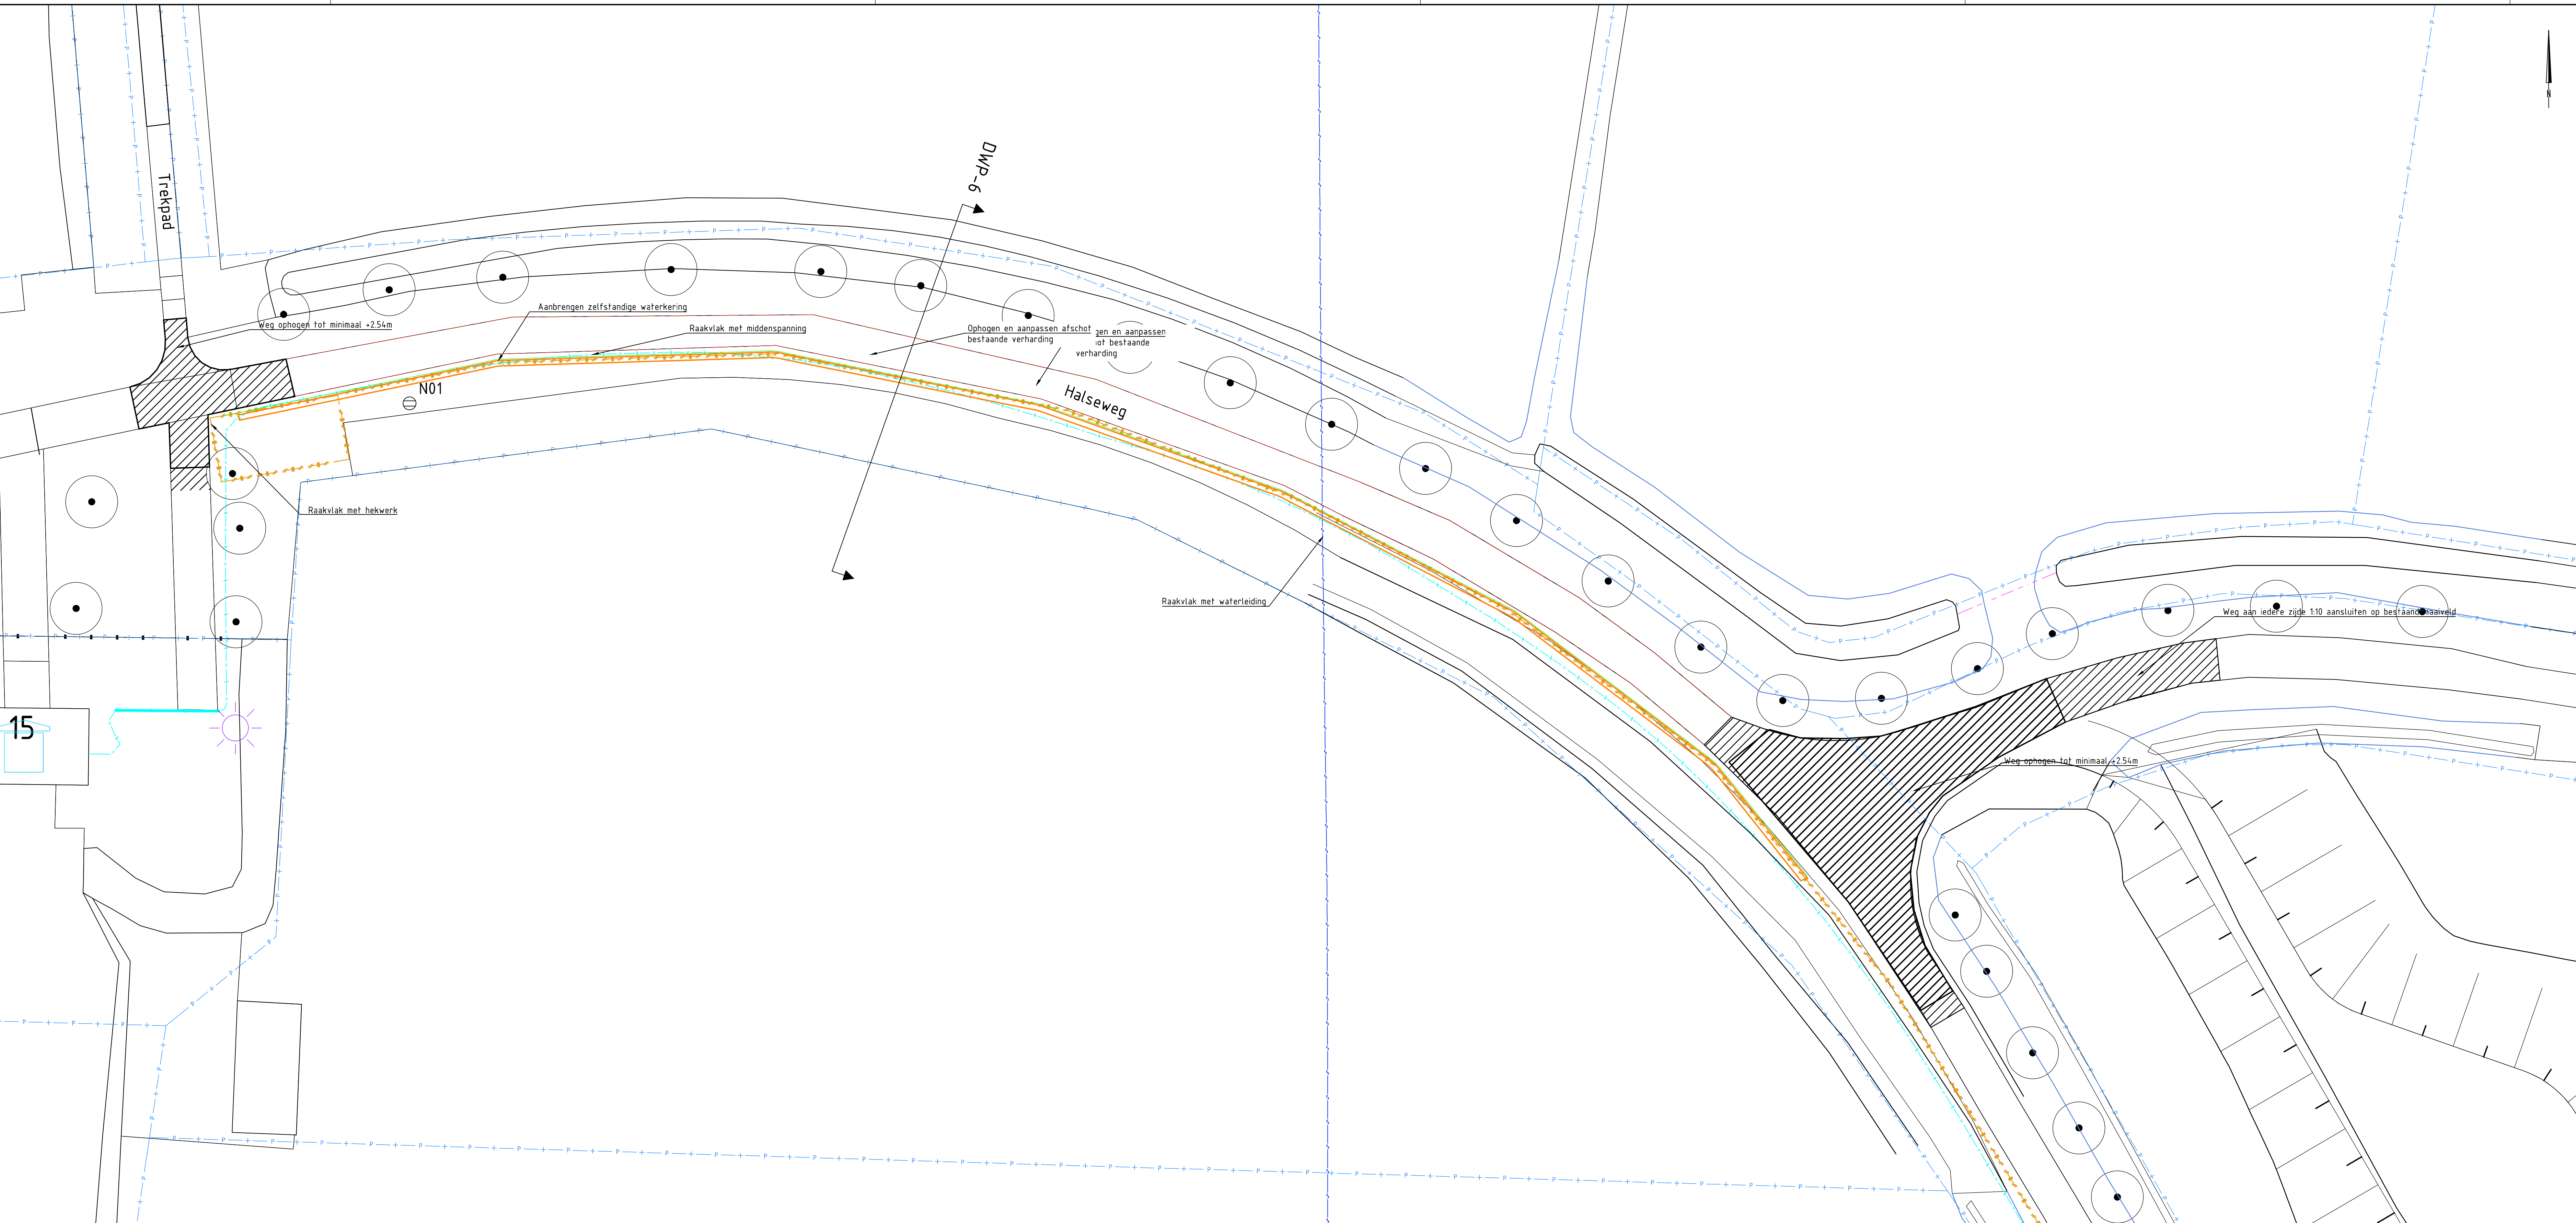 N
DWP-6
Trekpad
Aanbrengen zelfstandige waterkering
Weg ophogen tot minimaal +2.54m
Raakvlak met middenspanning
Ophogen en aanpassen afschot
bestaande verharding
gen en aanpassen
hot bestaande
verharding
N01
Halseweg
Raakvlak met hekwerk
Raakvlak met waterleiding
Weg aan iedere zijde 1:10 aansluiten op bestaand maaiveld
15
Weg ophogen tot minimaal +2.54m